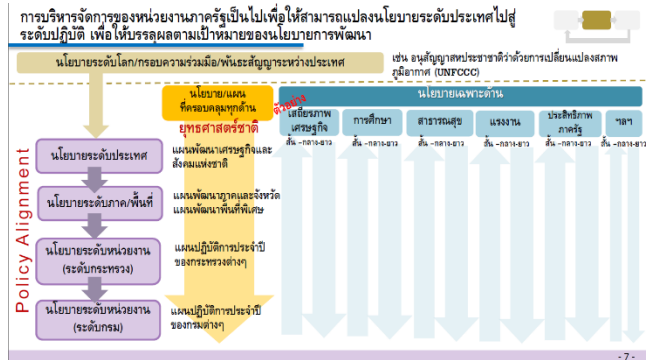 การบริหารจัดการของหน่วยงานภาครัฐเป็นไปเพื่อให้สามารถแปลงนโยบายระดับประเทศไปสู่
ระดับปฏิบัติ เพื่อให้บรรลุผลตามเป้าหมายของนโยบายการพัฒนา
นโยบายระดับโลก/กรอบความร่วมมือ/พันธะสัญญาระหว่างประเทศ
เช่น อนุสัญญาสหประชาชาติว่าด้วยการเปลี่ยนแปลงสภาพ
ภูมิอากาศ (UNFCCC)
นโยบาย/แผน
ที่ครอบคลุมทุกด้าน
ยุทธศาสตร์ชาติ
ตัวอย่าง
นโยบายเฉพาะด้าน
เสถียรภาพ
เศรษฐกิจ
การศึกษา
สาธารณสุข
แรงงาน
ประสิทธิภาพ
ภาครัฐ
ฯลฯ
สั้น -กลาง-ยาว
สั้น -กลาง-ยาว
สั้น -กลาง-ยาว
สั้น -กลาง-ยาว
สั้น -กลาง-ยาว
สั้น -กลาง-ยาว
Policy Alignment
นโยบายระดับประเทศ
แผนพัฒนาเศรษฐกิจและ
สังคมแห่งชาติ
นโยบายระดับภาค/พื้นที่
แผนพัฒนาภาคและจังหวัด
แผนพัฒนาพื้นที่พิเศษ
นโยบายระดับหน่วยงาน
(ระดับกระทรวง)
แผนปฏิบัติการประจำปี
ของกระทรวงต่างๆ
นโยบายระดับหน่วยงาน
(ระดับกรม)
แผนปฏิบัติการประจำปี
ของกรมต่างๆ
- 7 -